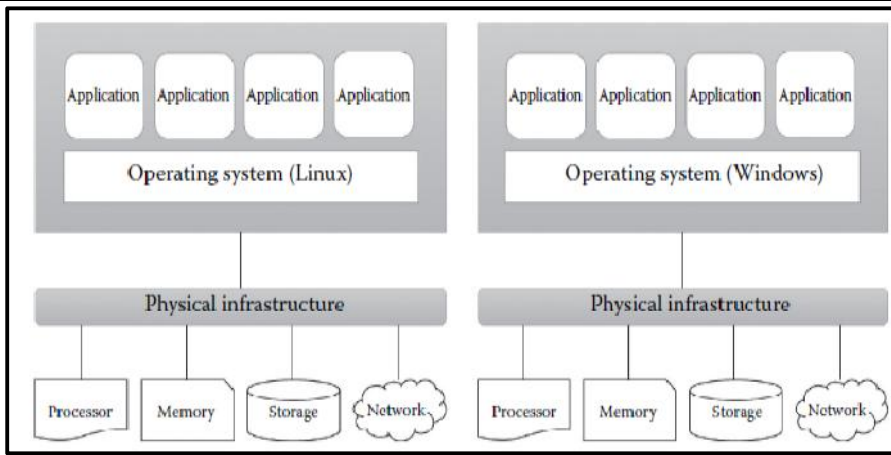 Application Application Application Application
Operating system (Linux)
Physical infrastructure
Processor Memory Storage Network
Application Application Application Application
Operating system (Windows)
Physical infrastructure
Processor Memory Storage Network